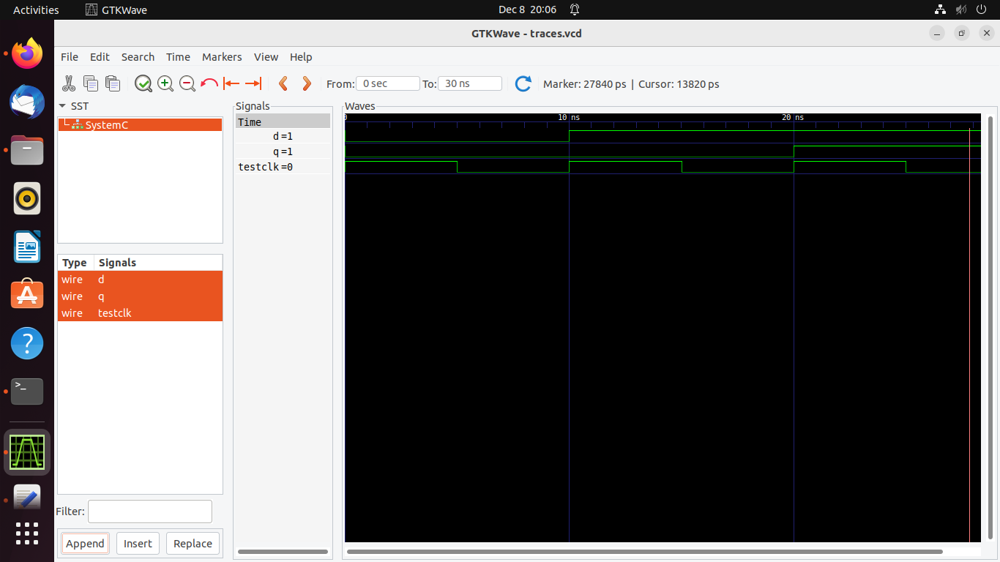 Activities GTKWave Dec 8 20:06
GTKWave - traces.vcd
File Edit Search Time Markers View Help
From: 0 sec To: 30 ns Marker: 27840 ps | Cursor: 13820 ps
SST
SystemC
Type Signals
wire d
wire q
wire testclk
Filter:
Append Insert Replace
Signals
Time
d =1
q =1
testclk =0
Waves
0 10 ns 20 ns
>_
?